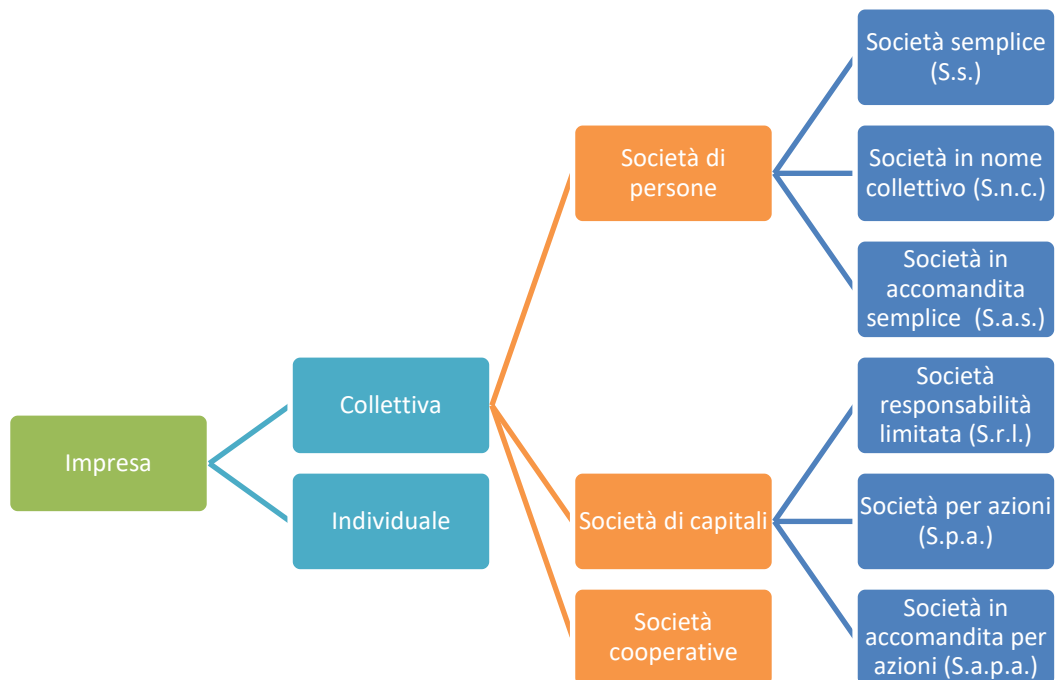 Impresa
Collettiva
Individuale
Società di
persone
Società di capitali
Società
cooperative
Società semplice
(S.s.)
Società in nome
collettivo (S.n.c.)
Società in
accomandita
semplice  (S.a.s.)
Società
responsabilità
limitata (S.r.l.)
Società per azioni
(S.p.a.)
Società in
accomandita per
azioni (S.a.p.a.)